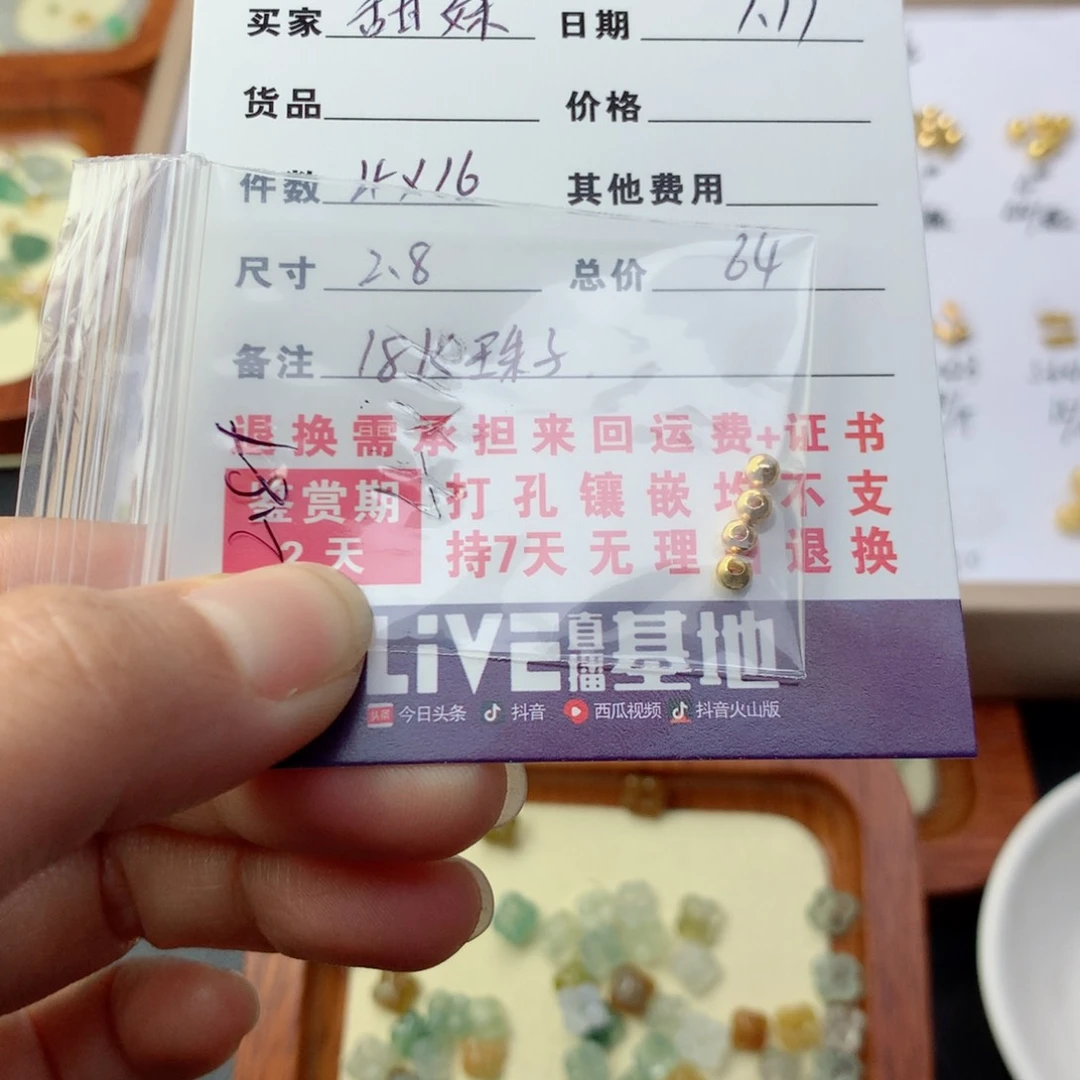 买家 甜妹 日期 1.11
货品 价格
件数 4x16 其他费用
尺寸 2.8 总价 64
备注 18K 珠子
退换需承担来回运费+证书
鉴赏期 打孔镶嵌均不支
2天 持7天无理由退换
LiVE直播基地
头条 今日头条 抖音 西瓜视频 抖音火山版